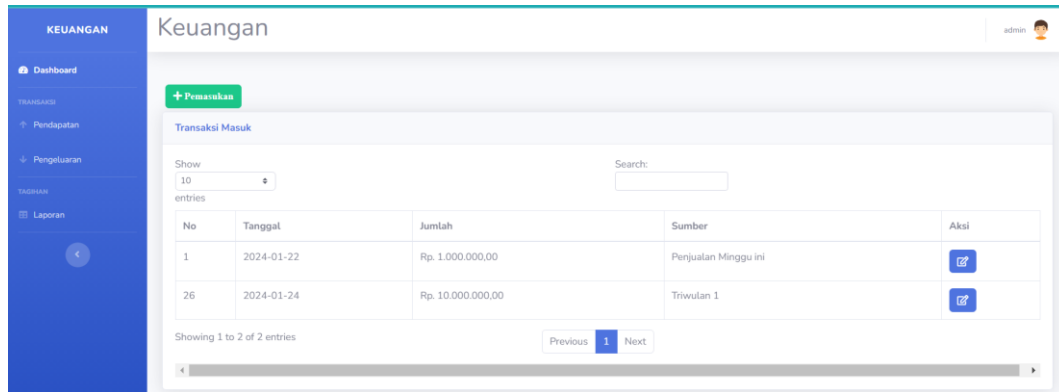 KEUANGAN
Keuangan
admin
Dashboard
TRANSAKSI
Pendapatan
Pengeluaran
TAGIHAN
Laporan
+ Pemasukan
Transaksi Masuk
Show
10
entries
Search:
No Tanggal Jumlah Sumber Aksi
1 2024-01-22 Rp. 1.000.000,00 Penjualan Minggu ini
26 2024-01-24 Rp. 10.000.000,00 Triwulan 1
Showing 1 to 2 of 2 entries
Previous 1 Next